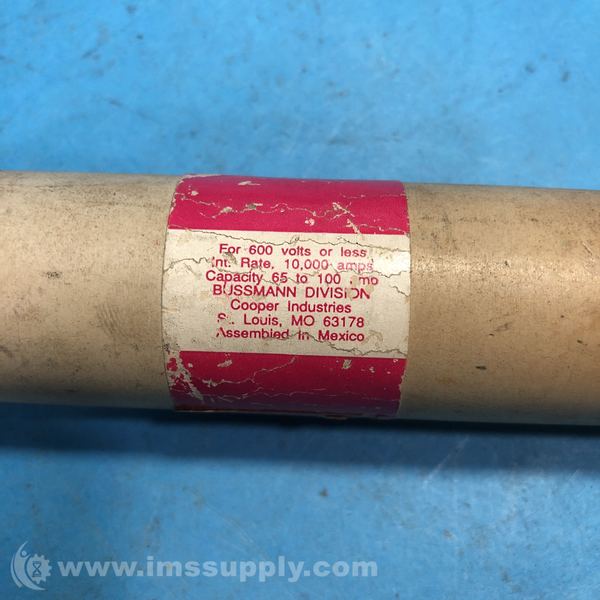 For 600 volts or less
Int. Rate, 10,000 amps
Capacity 65 to 100
BUSSMANN DIVISION
Cooper Industries
St. Louis, MO 63178
Assembled in Mexico
www.imssupply.com